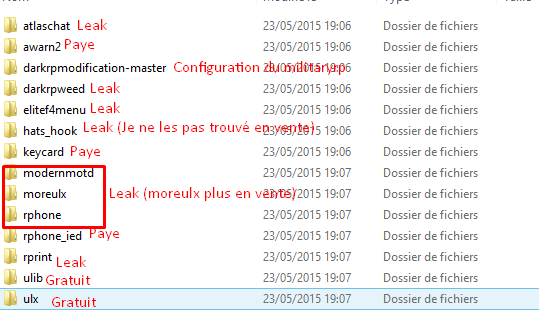 atlaschat Leak 23/05/2015 19:06 Dossier de fichiers
awarn2 Paye 23/05/2015 19:06 Dossier de fichiers
darkrpmodification-master Configuration du militaryrp 23/05/2015 19:06 Dossier de fichiers
darkrpweed Leak 23/05/2015 19:06 Dossier de fichiers
elitef4menu Leak 23/05/2015 19:06 Dossier de fichiers
hats_hook Leak (Je ne les pas trouvé en vente) 23/05/2015 19:06 Dossier de fichiers
keycard Paye 23/05/2015 19:06 Dossier de fichiers
modernmotd 23/05/2015 19:07 Dossier de fichiers
moreulx Leak (moreulx plus en vente) 23/05/2015 19:07 Dossier de fichiers
rphone 23/05/2015 19:07 Dossier de fichiers
rphone_ied Paye 23/05/2015 19:07 Dossier de fichiers
rprint Leak 23/05/2015 19:07 Dossier de fichiers
ulib Gratuit 23/05/2015 19:07 Dossier de fichiers
ulx Gratuit 23/05/2015 19:07 Dossier de fichiers